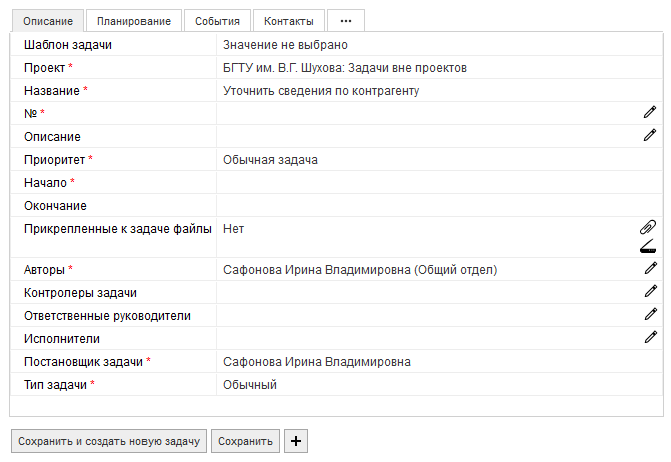 Описание Планирование События Контакты •••
Шаблон задачи Значение не выбрано
Проект * БГТУ им. В.Г. Шухова: Задачи вне проектов
Название * Уточнить сведения по контрагенту
№ *
Описание
Приоритет * Обычная задача
Начало *
Окончание
Прикрепленные к задаче файлы Нет
Авторы * Сафонова Ирина Владимировна (Общий отдел)
Контролеры задачи
Ответственные руководители
Исполнители
Постановщик задачи * Сафонова Ирина Владимировна
Тип задачи * Обычный
Сохранить и создать новую задачу Сохранить +